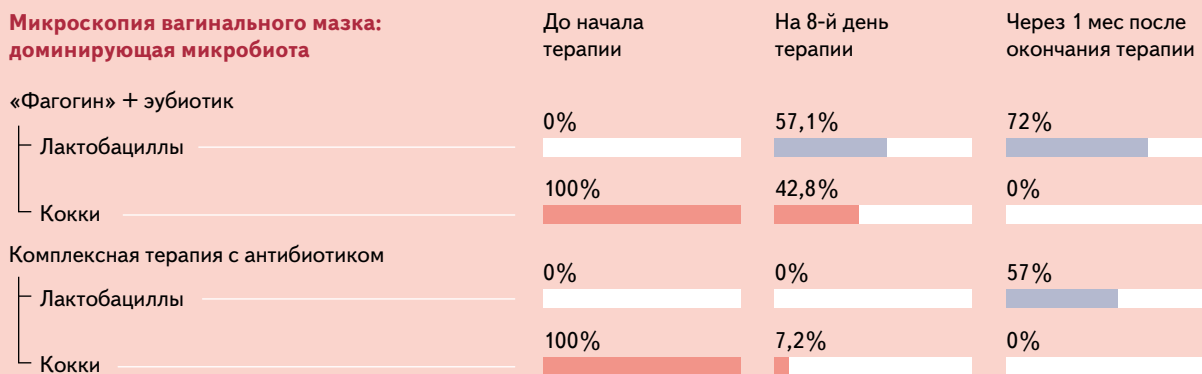 Микроскопия вагинального мазка:
доминирующая микробиота
До начала
терапии
На 8-й день
терапии
Через 1 мес после
окончания терапии
«Фагогин» + эубиотик
Лактобациллы
0%
57,1%
72%
Кокки
100%
42,8%
0%
Комплексная терапия с антибиотиком
Лактобациллы
0%
0%
57%
Кокки
100%
7,2%
0%